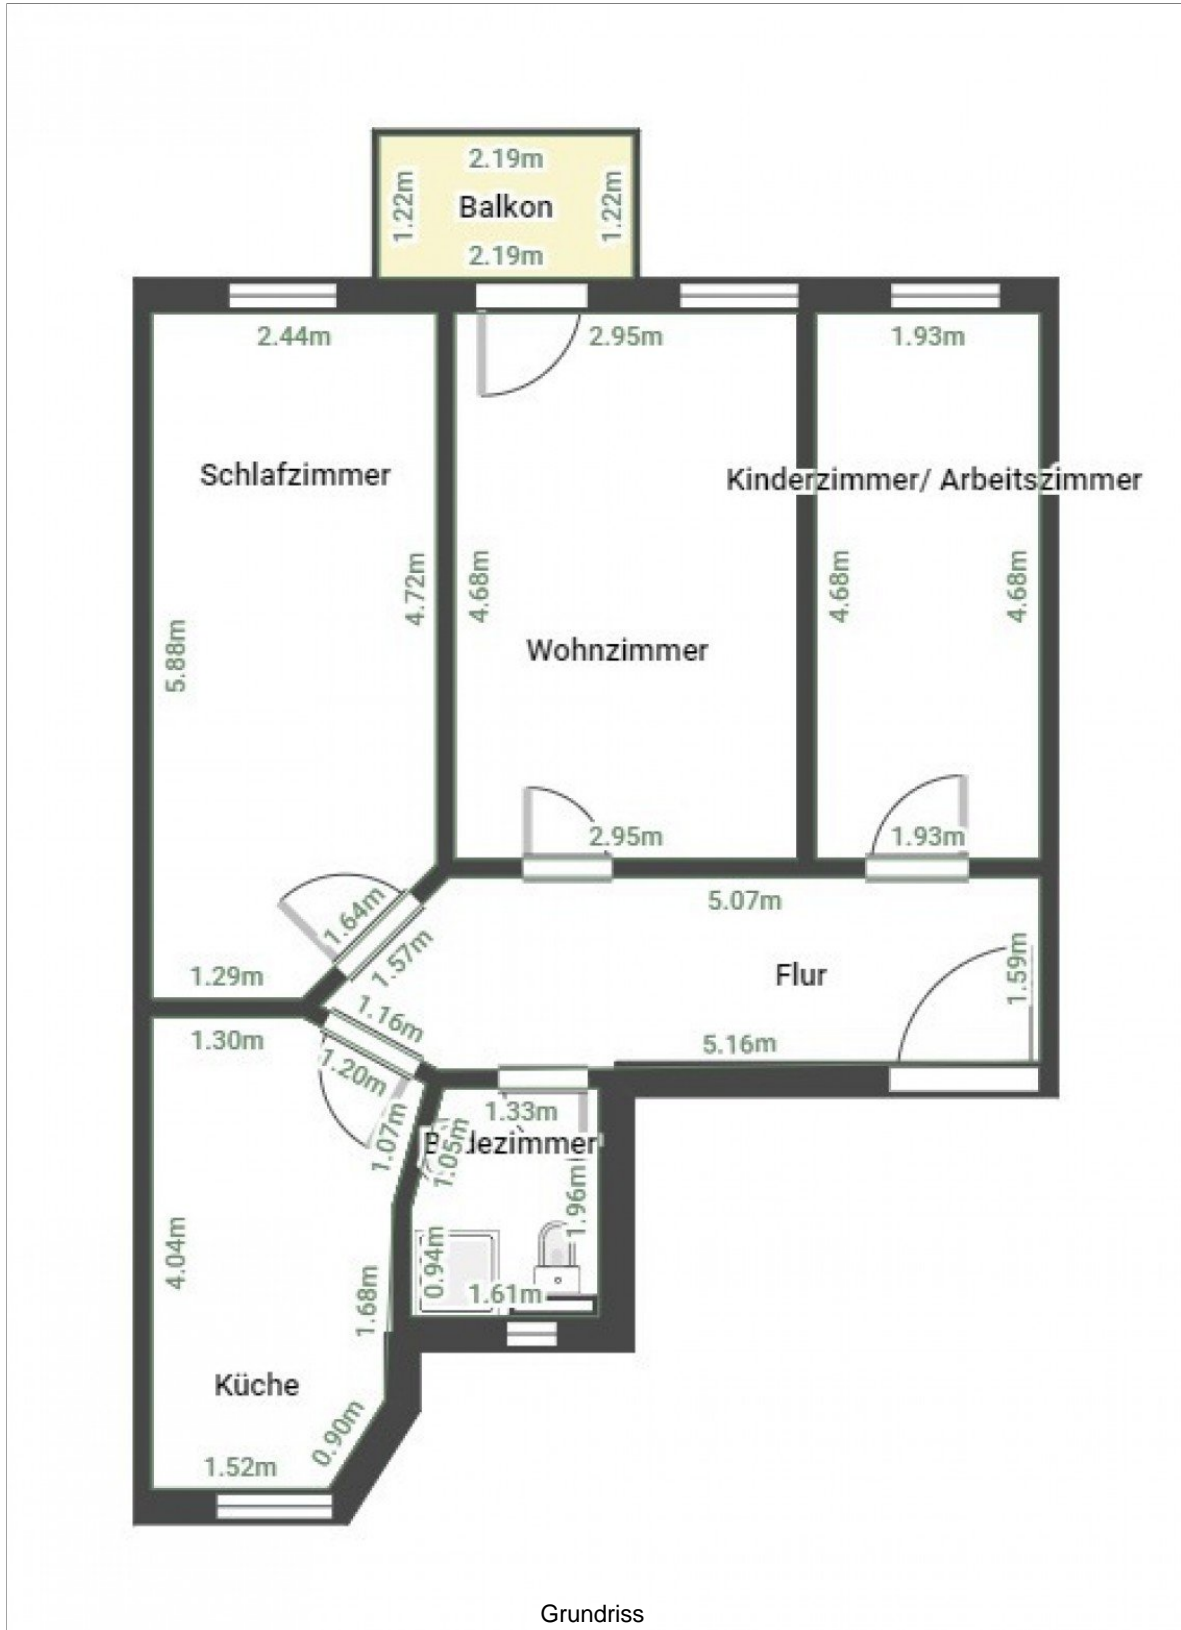 2.19m
1.22m
Balkon
1.22m
2.19m
2.44m
2.95m
1.93m
Schlafzimmer
Kinderzimmer/ Arbeitszimmer
4.72m
4.68m
4.68m
4.68m
5.88m
Wohnzimmer
2.95m
1.93m
1.64m
5.07m
1.57m
1.29m
Flur
1.59m
1.16m
1.30m
5.16m
1.20m
1.33m
1.07m
Badezimmer
1.05m
1.96m
4.04m
0.94m
1.68m
1.61m
Küche
0.90m
1.52m
Grundriss